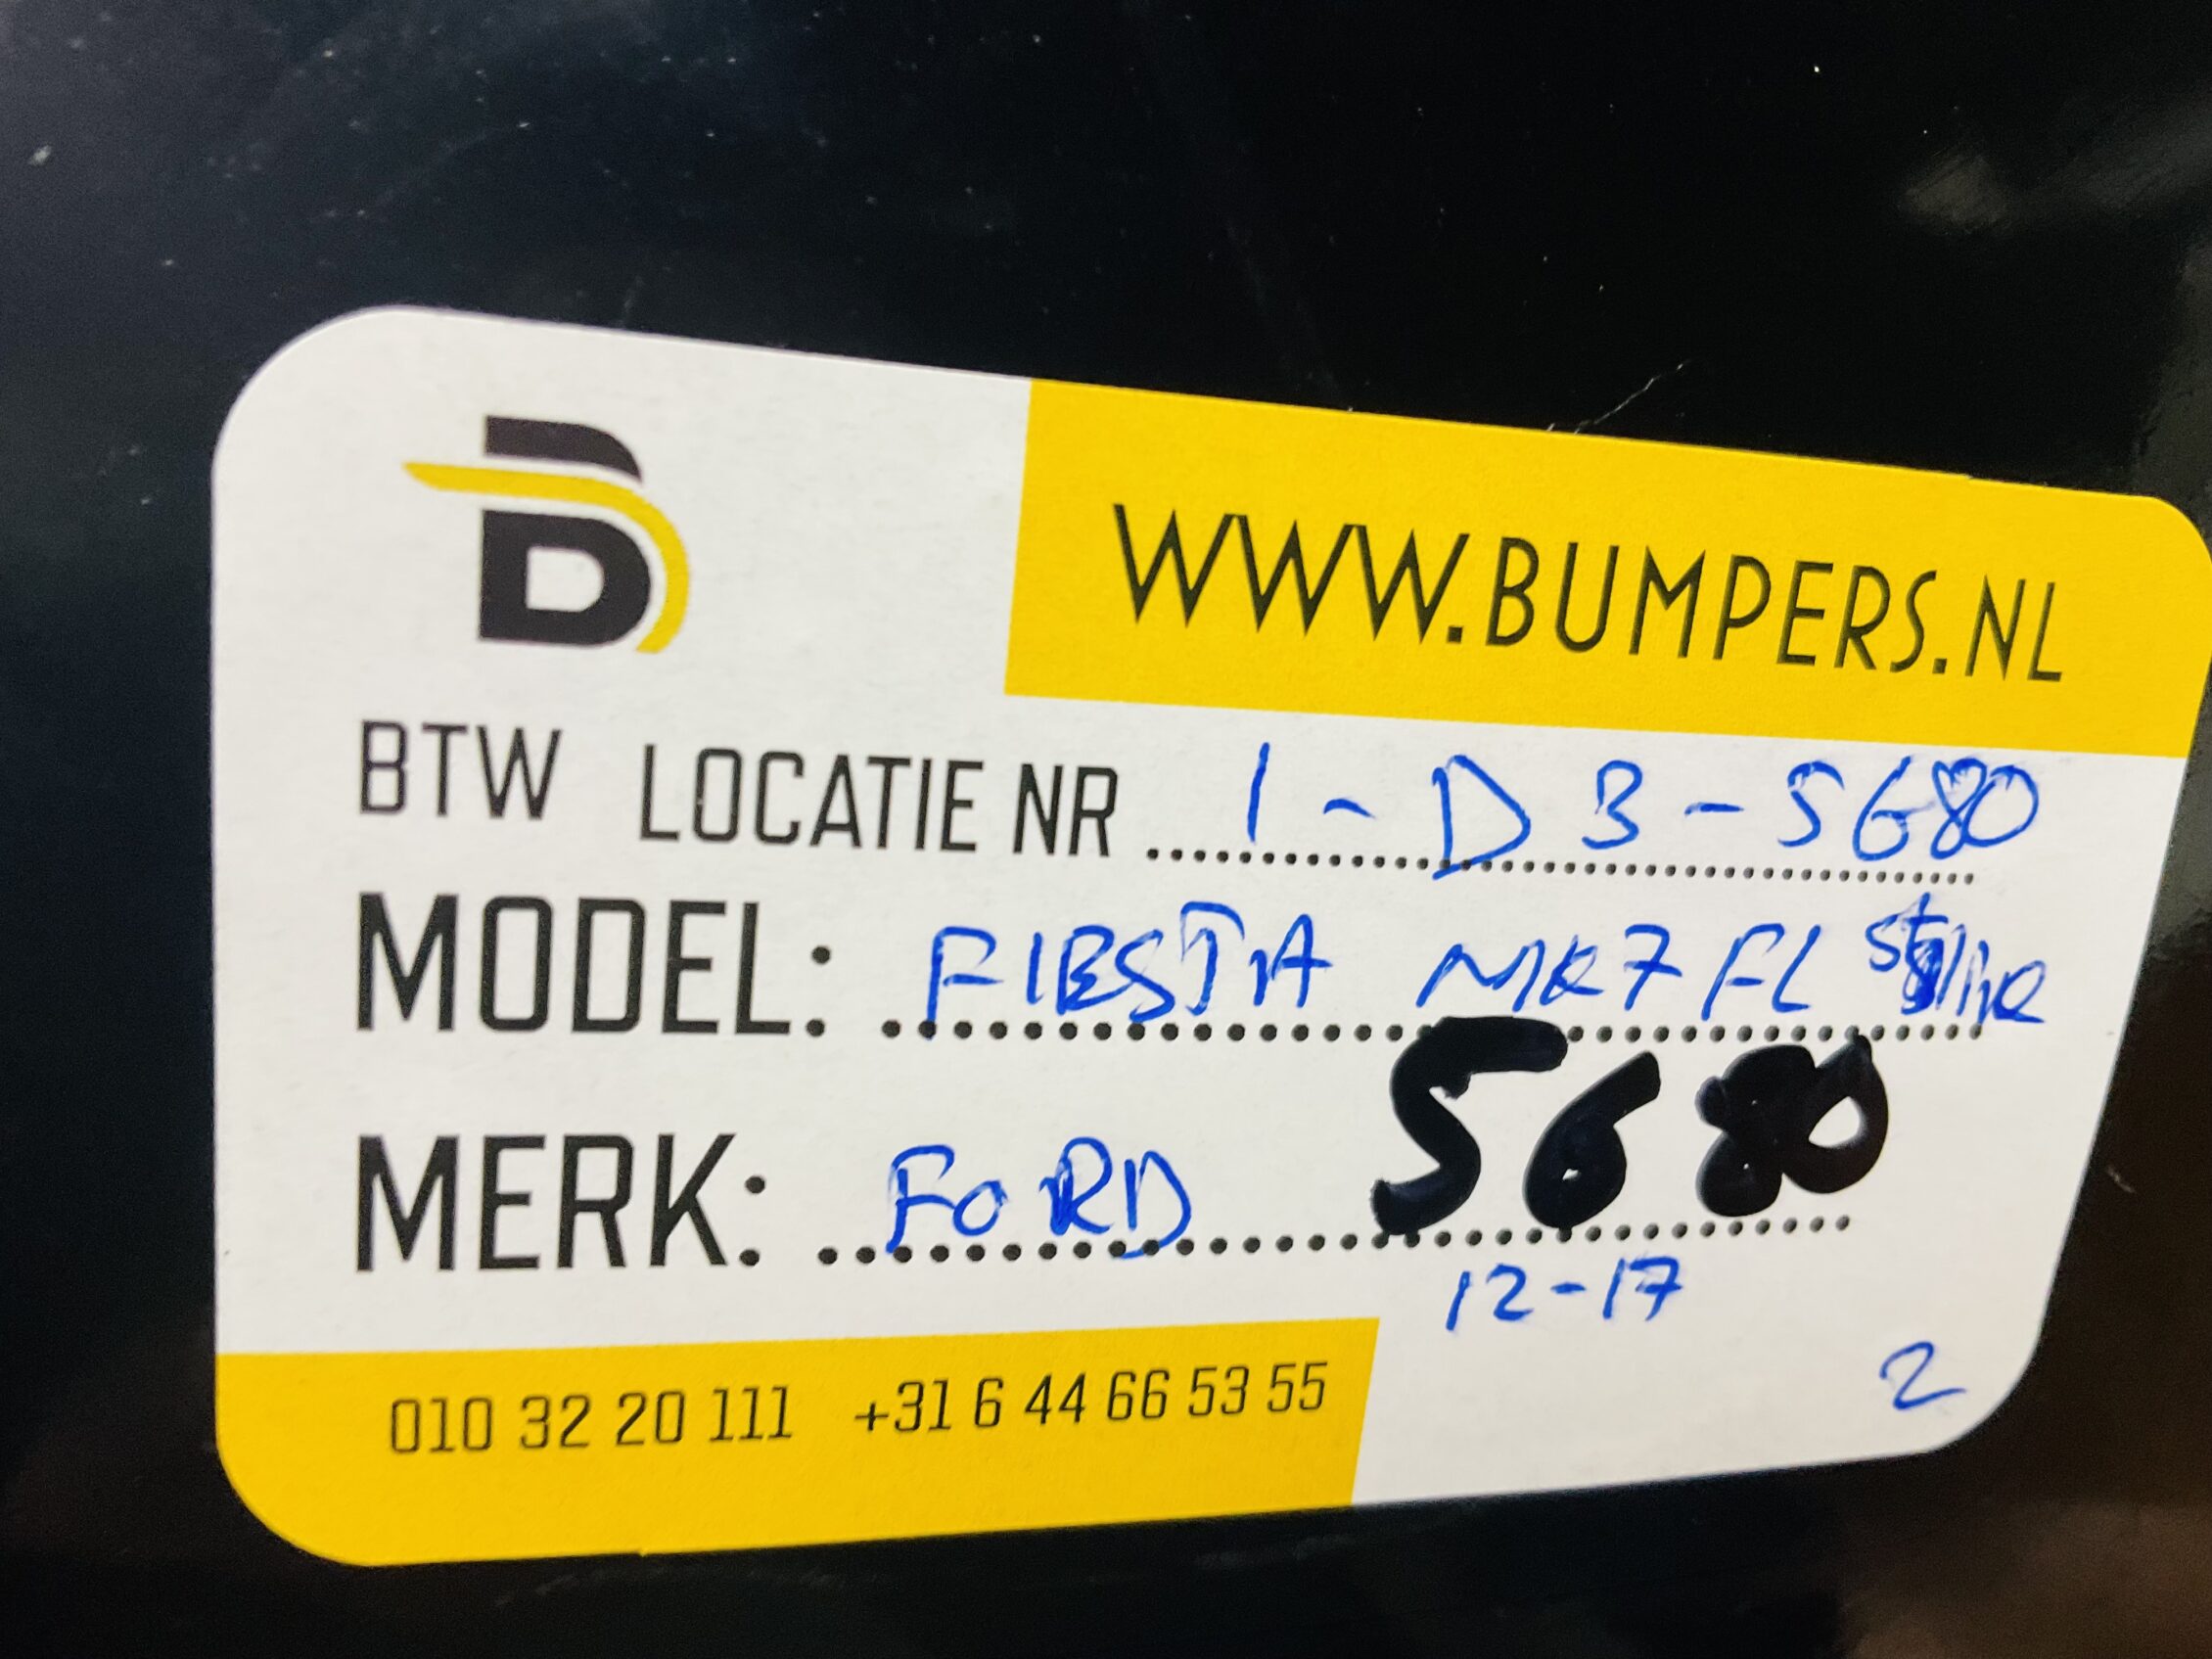 B
WWW.BUMPERS.NL
BTW LOCATIE NR 1-D3-5680
MODEL: FIESTA MK7 FL
MERK: FORD 5680
12-17
2
010 32 20 111 +31 6 44 66 53 55